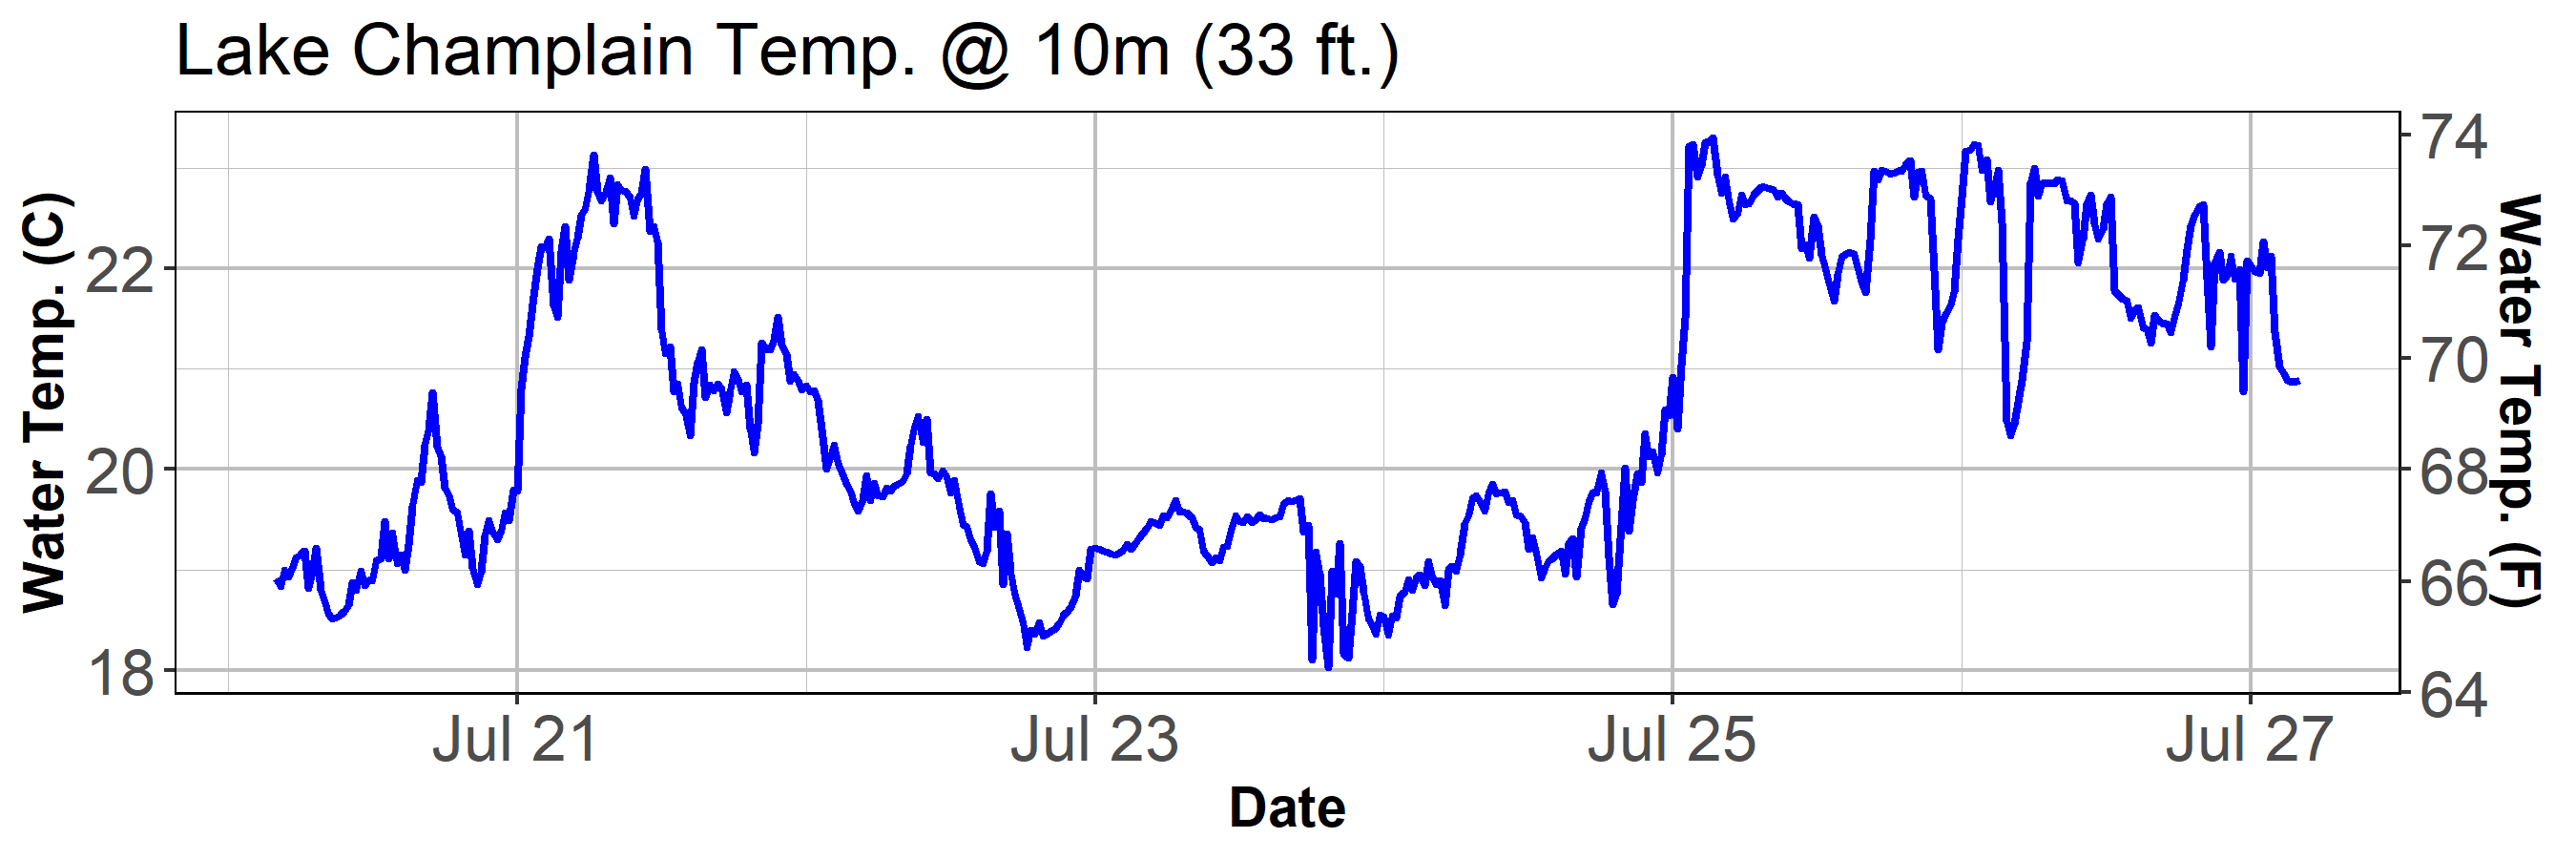 Lake Champlain Temp. @ 10m (33 ft.)
Water Temp. (C)
22
20
18
74
72
70
68
66
64
Water Temp. (F)
Jul 21 Jul 23 Jul 25 Jul 27
Date